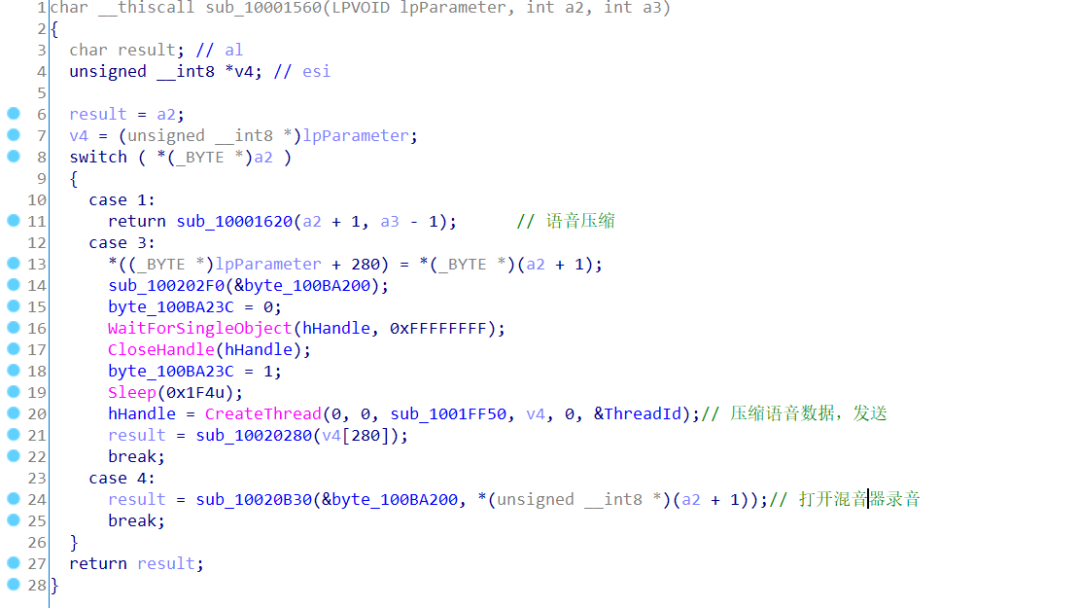 1 char __thiscall sub_10001560(LPVOID lpParameter, int a2, int a3)
2 {
3 char result; // al
4 unsigned __int8 *v4; // esi
5
6 result = a2;
7 v4 = (unsigned __int8 *)lpParameter;
8 switch ( *(_BYTE *)a2 )
9 {
10 case 1:
11 return sub_10001620(a2 + 1, a3 - 1); // 语音压缩
12 case 3:
13 *((_BYTE *)lpParameter + 280) = *(_BYTE *)(a2 + 1);
14 sub_100202F0(&byte_100BA200);
15 byte_100BA23C = 0;
16 WaitForSingleObject(hHandle, 0xFFFFFFFF);
17 CloseHandle(hHandle);
18 byte_100BA23C = 1;
19 Sleep(0x1F4u);
20 hHandle = CreateThread(0, 0, sub_1001FF50, v4, 0, &ThreadId);// 压缩语音数据，发送
21 result = sub_10020280(v4[280]);
22 break;
23 case 4:
24 result = sub_10020B30(&byte_100BA200, *(unsigned __int8 *)(a2 + 1));// 打开混音器录音
25 break;
26 }
27 return result;
28 }